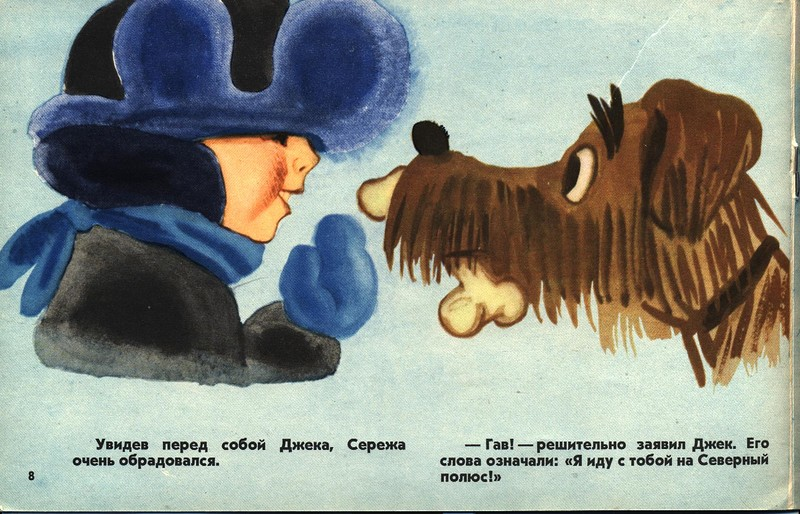 Увидев перед собой Джека, Сережа
очень обрадовался.
— Гав! — решительно заявил Джек. Его
слова означали: «Я иду с тобой на Северный
полюс!»
8